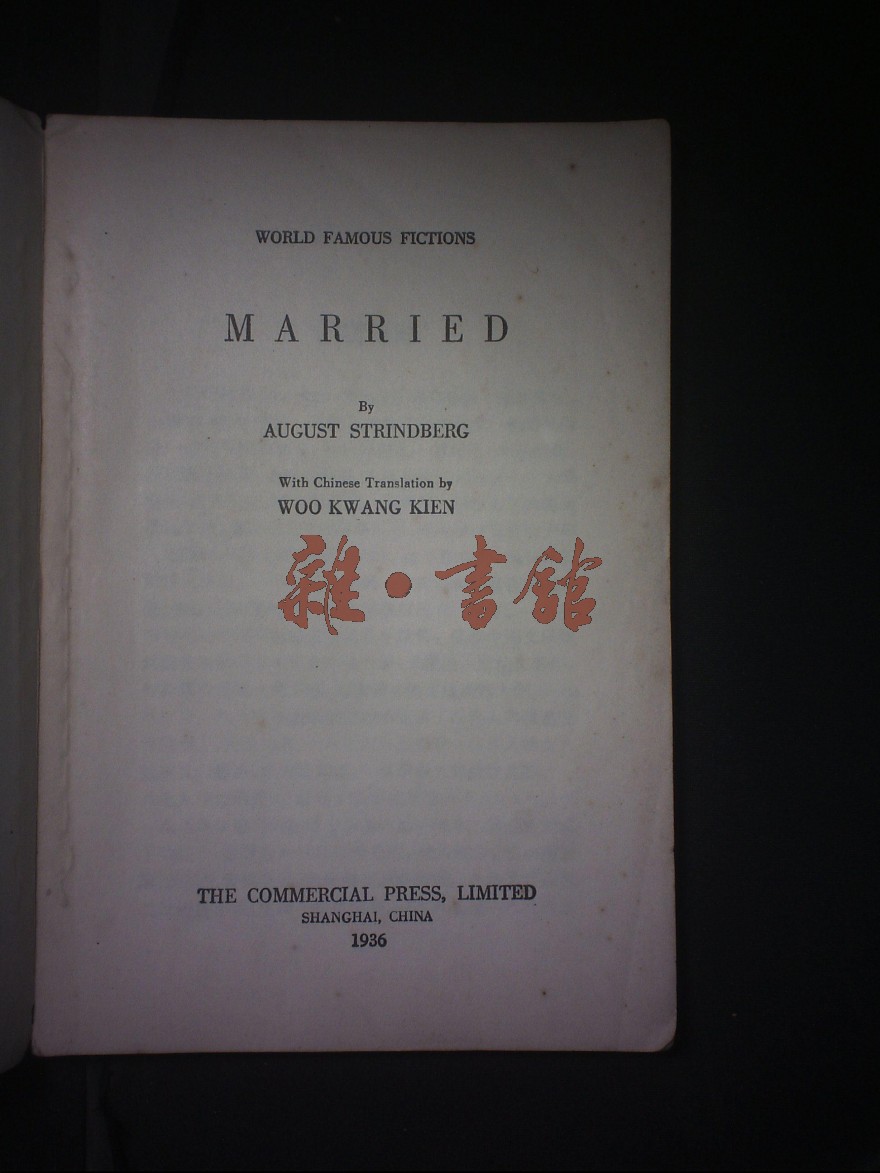 WORLD FAMOUS FICTIONS
MARRIED
By
AUGUST STRINDBERG
With Chinese Translation by
WOO KWANG KIEN
雜•書館
THE COMMERCIAL PRESS, LIMITED
SHANGHAI, CHINA
1936